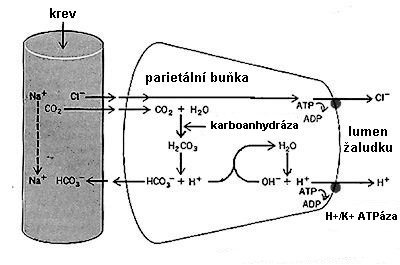 krev
parietální buňka
Na⁺ Cl⁻ ATP Cl⁻
CO₂ CO₂ + H₂O ADP
karboanhydráza
lumen
žaludku
H₂CO₃ H₂O
Na⁺ HCO₃⁻ HCO₃⁻ + H⁺ OH⁻ + H⁺ H⁺
ATP
ADP
H+/K+ ATPáza